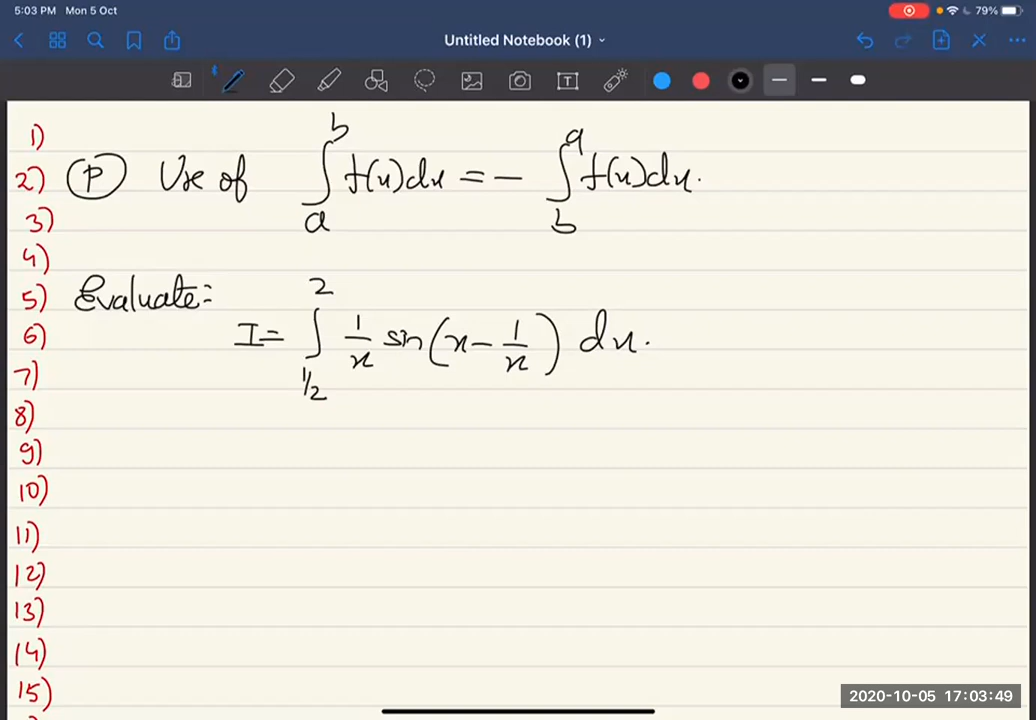 5:03 PM Mon 5 Oct
79%
Untitled Notebook (1)
1)
2) (P) Use of ∫_a^b f(x)dx = - ∫_b^a f(x)dx.
3)
4)
5) Evaluate:
6) I = ∫_{1/2}^2 1/x sin(x - 1/x) dx.
7)
8)
9)
10)
11)
12)
13)
14)
15)
2020-10-05 17:03:49